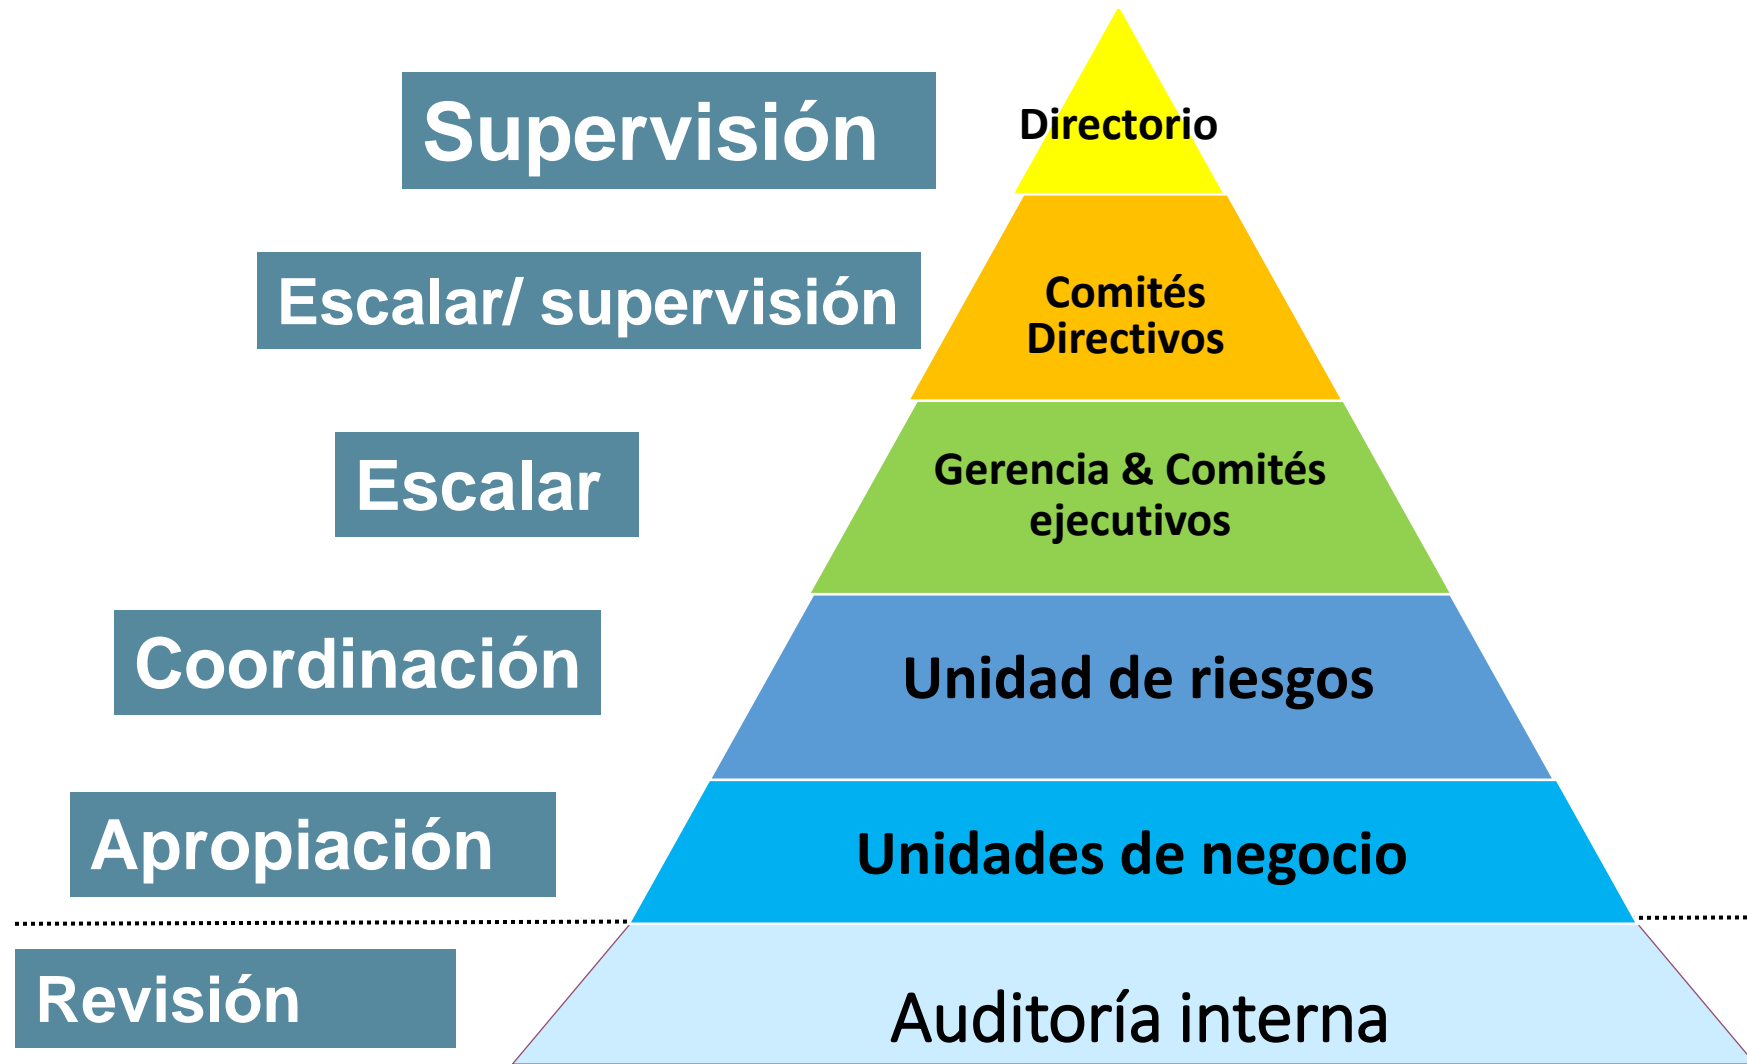 Supervisión
Directorio
Escalar/ supervisión
Comités
Directivos
Escalar
Gerencia & Comités
ejecutivos
Coordinación
Unidad de riesgos
Apropiación
Unidades de negocio
Revisión
Auditoría interna